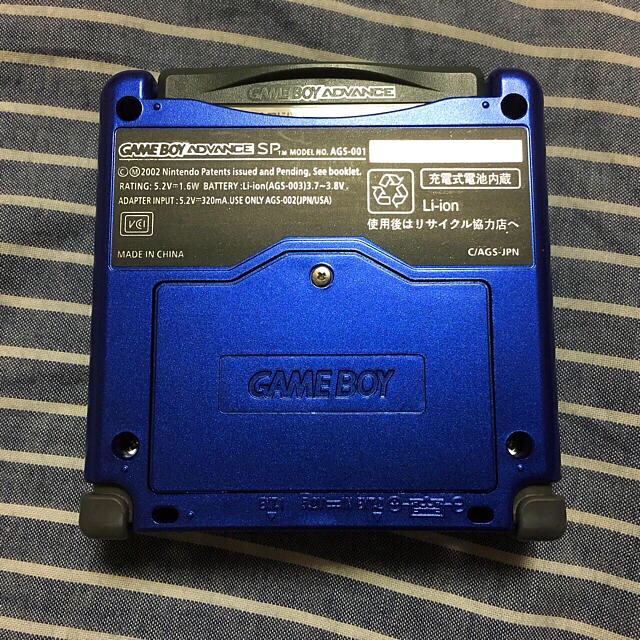 GAME BOY ADVANCE
GAME BOY ADVANCE SP TM MODEL NO. AGS-001
ⒸⓂ2002 Nintendo Patents issued and Pending, See booklet.
RATING: 5.2V⎓1.6W BATTERY :Li-ion(AGS-003)3.7⎓3.8V,
ADAPTER INPUT : 5.2V⎓320mA.USE ONLY AGS-002(JPN/USA)
VCI
MADE IN CHINA
充電式電池内蔵
Li-ion
使用後はリサイクル協力店へ
C/AGS-JPN
GAME BOY